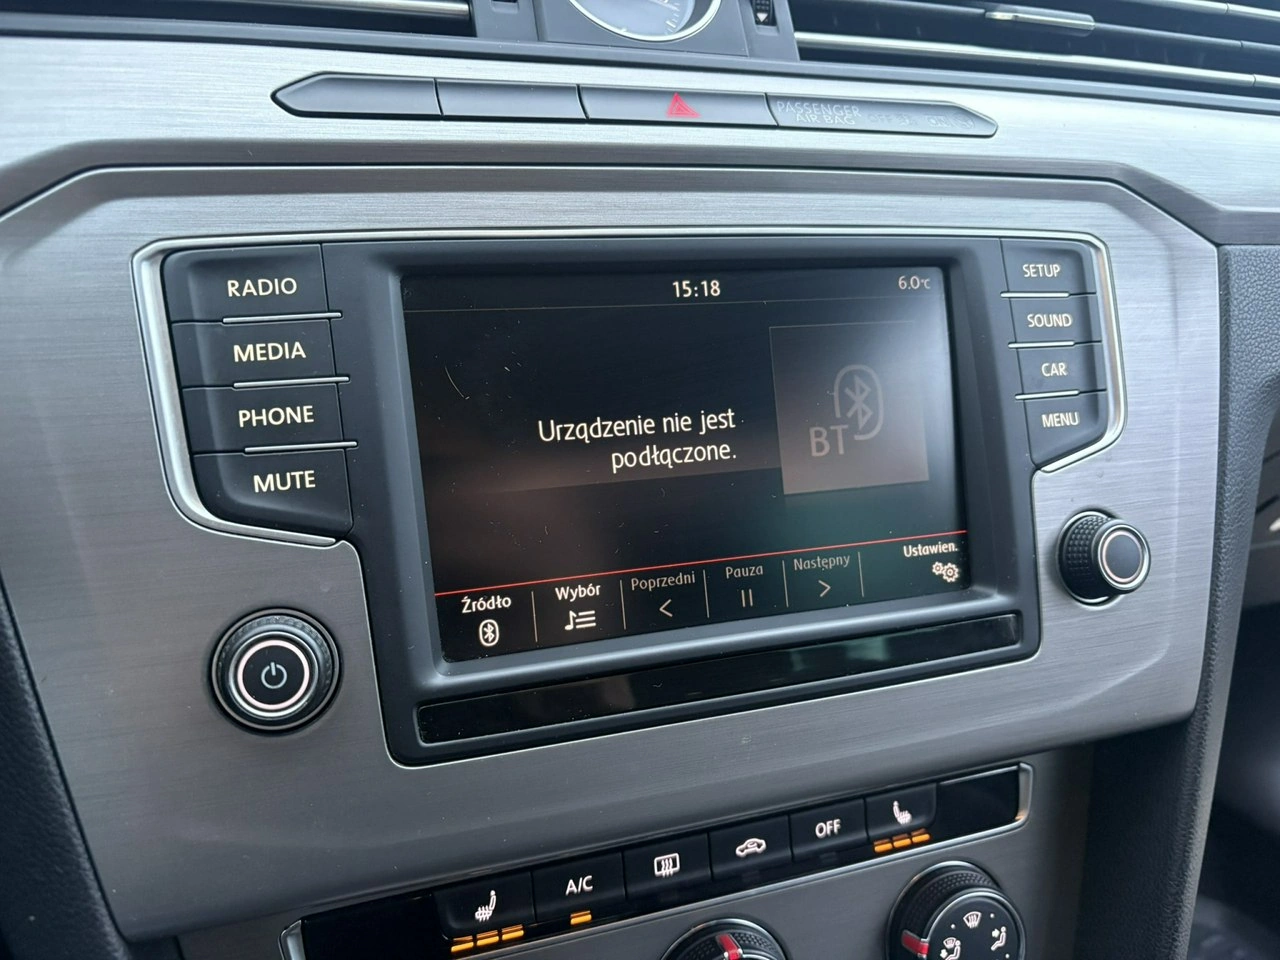 PASSENGER
AIR BAG
RADIO
MEDIA
PHONE
MUTE
15:18
6.0°C
Urządzenie nie jest
podłączone.
BT
Źródło
Wybór
Poprzedni
Pauza
Następny
Ustawien.
SETUP
SOUND
CAR
MENU
A/C
OFF